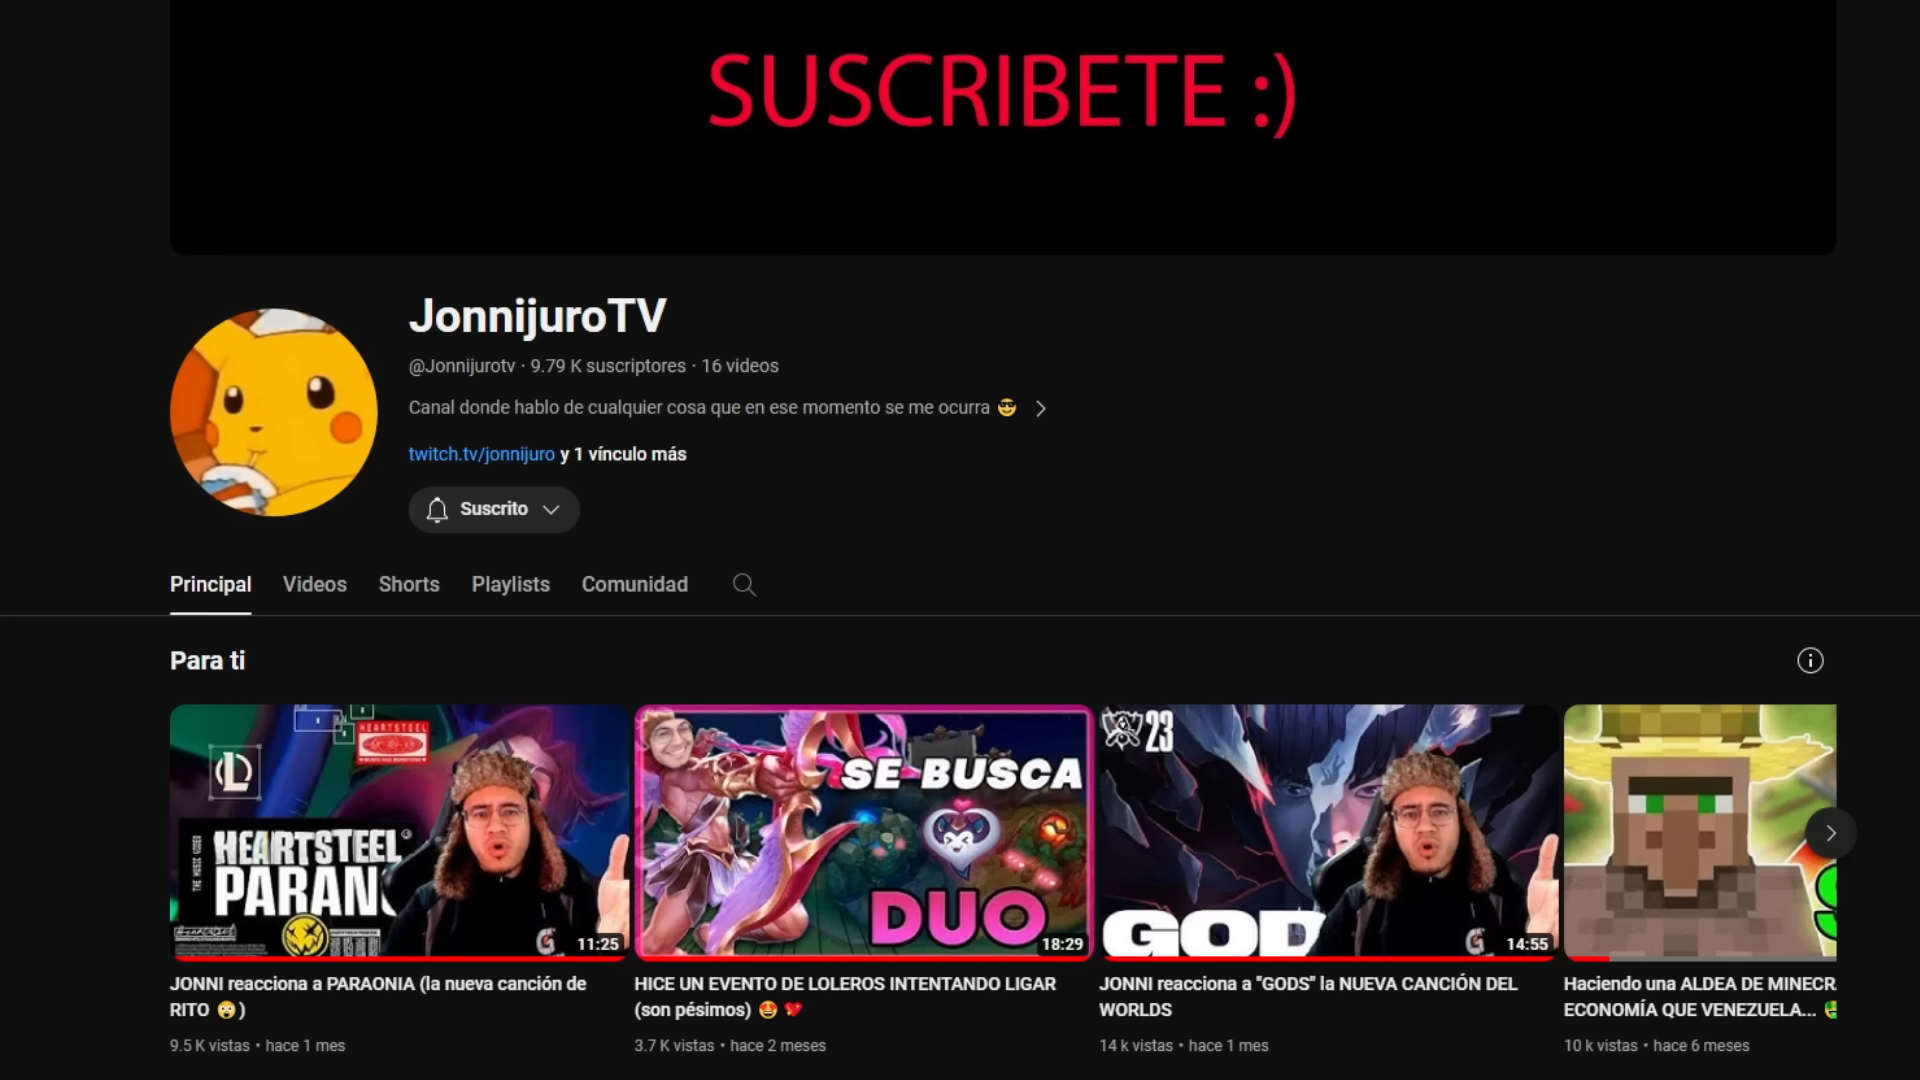 SUSCRIBETE :)
JonnijuroTV
@Jonnijurotv · 9.79 K suscriptores · 16 videos
Canal donde hablo de cualquier cosa que en ese momento se me ocurra 😎
twitch.tv/jonnijuro y 1 vínculo más
Suscrito
Principal Videos Shorts Playlists Comunidad
Para ti
HEARTSTEEL
HEARTSTEEL
PARAN
11:25
SE BUSCA
DUO
18:29
23
GOD
14:55
JONNI reacciona a PARAONIA (la nueva canción de
RITO 😳)
9.5 K vistas • hace 1 mes
HICE UN EVENTO DE LOLEROS INTENTANDO LIGAR
(son pésimos) 🤩 💖
3.7 K vistas • hace 2 meses
JONNI reacciona a "GODS" la NUEVA CANCIÓN DEL
WORLDS
14 k vistas • hace 1 mes
Haciendo una ALDEA DE MINECR
ECONOMÍA QUE VENEZUELA...
10 k vistas • hace 6 meses